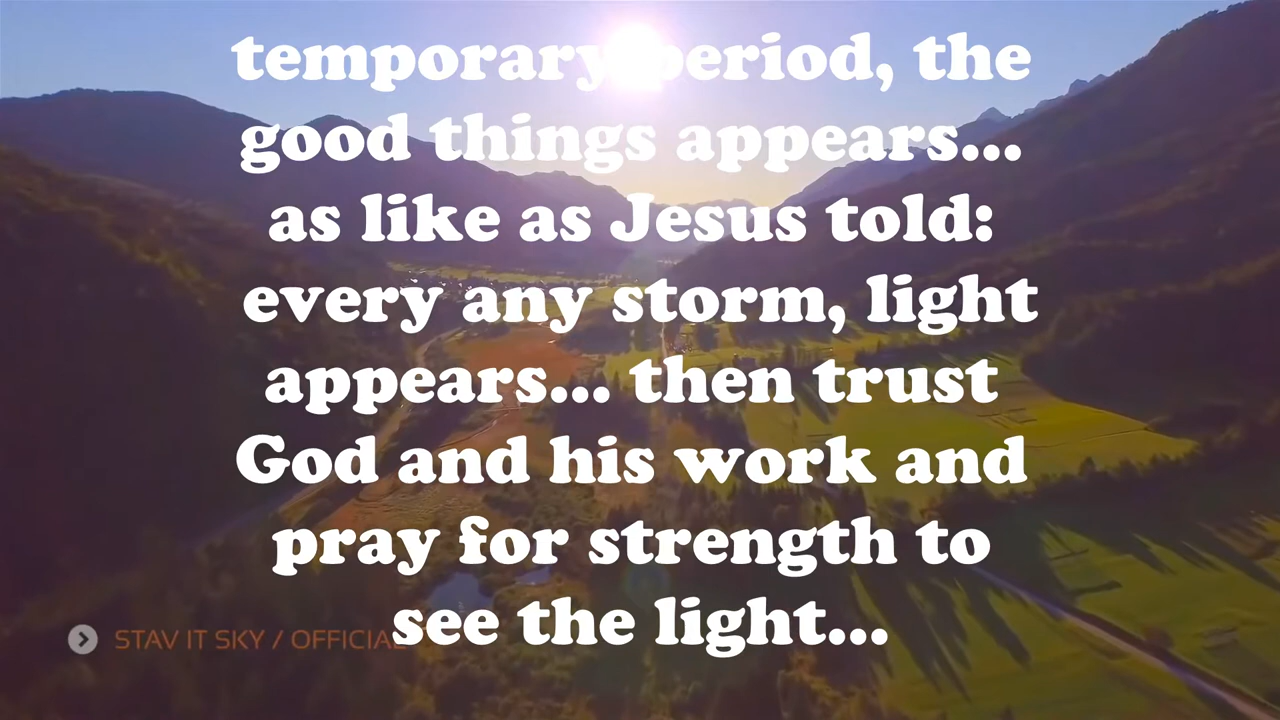 temporary period, the
good things appears...
as like as Jesus told:
every any storm, light
appears... then trust
God and his work and
pray for strength to
see the light...
STAV IT SKY / OFFICIAL